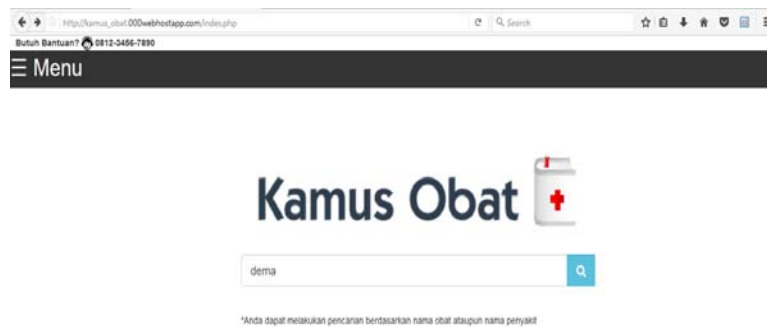 http://kamus_obat.000webhostapp.com/index.php
Search
Butuh Bantuan? 0812-3456-7890
☰ Menu
Kamus Obat
dema
*Anda dapat melakukan pencarian berdasarkan nama obat ataupun nama penyakit